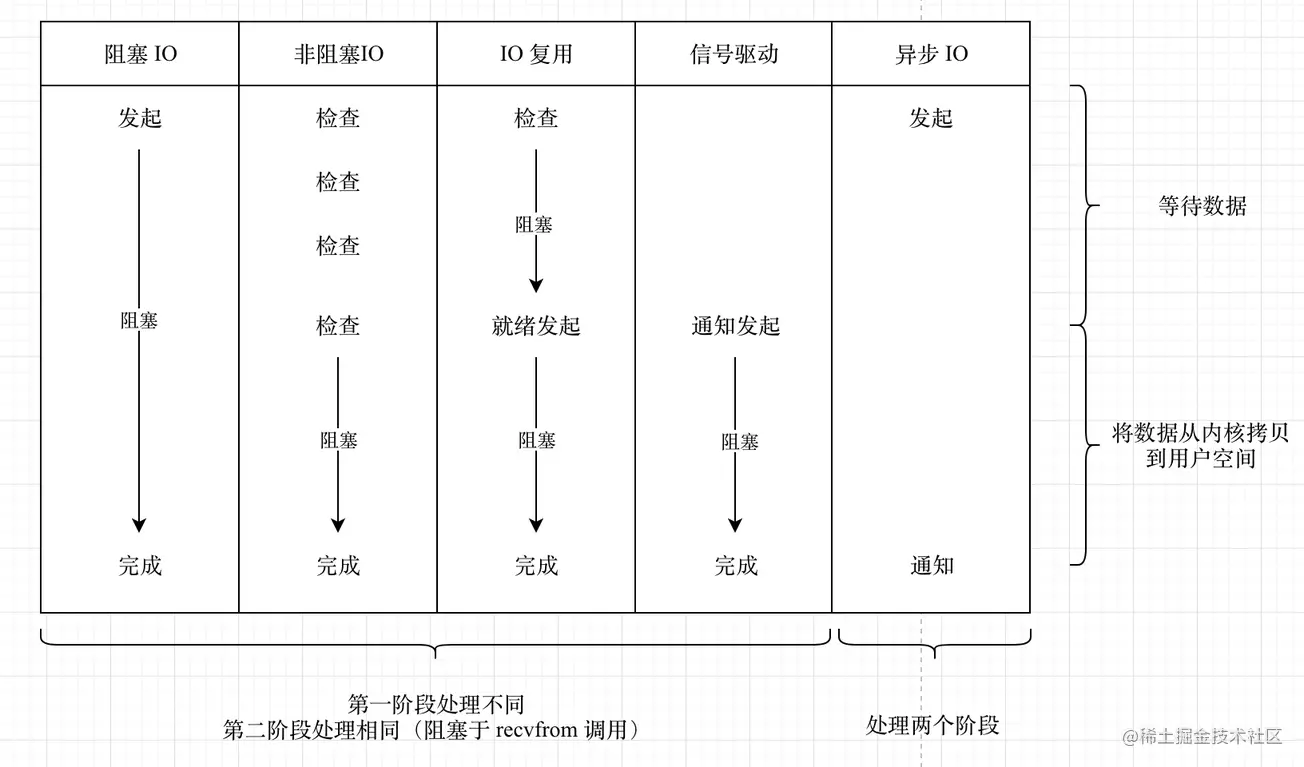 阻塞 IO
非阻塞IO
IO 复用
信号驱动
异步 IO
发起
检查
检查
发起
检查
阻塞
检查
等待数据
阻塞
检查
就绪发起
通知发起
阻塞
阻塞
阻塞
将数据从内核拷贝
到用户空间
完成
完成
完成
完成
通知
第一阶段处理不同
第二阶段处理相同（阻塞于 recvfrom 调用）
处理两个阶段
@稀土掘金技术社区